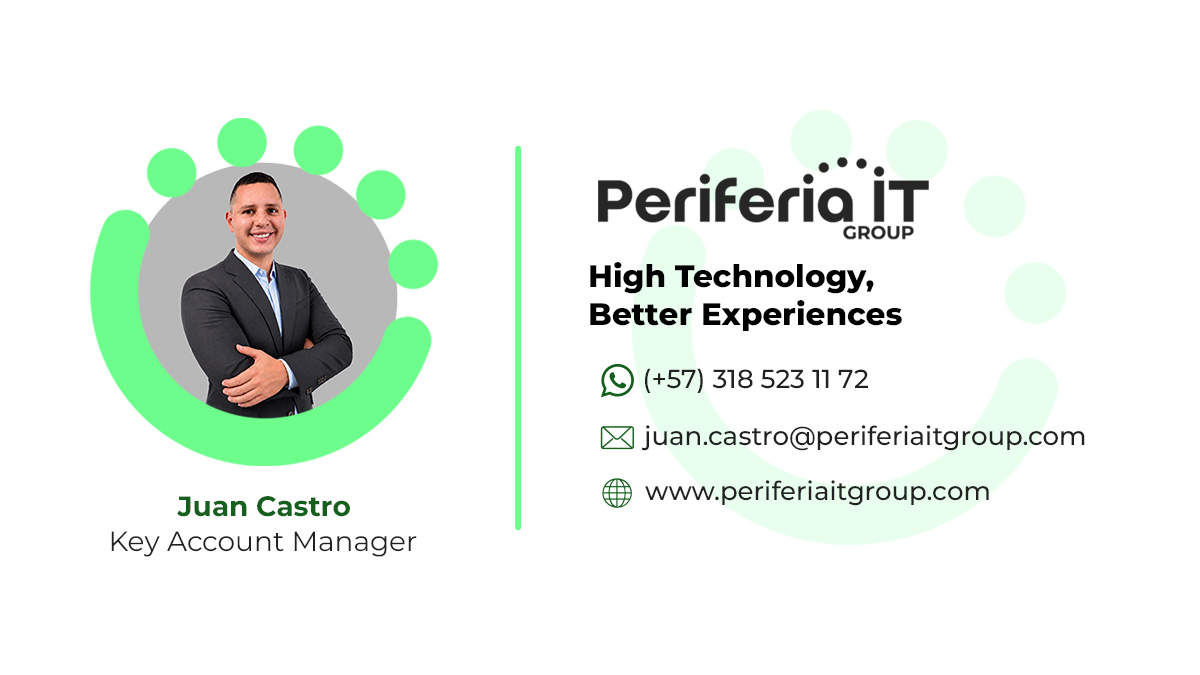 Juan Castro
Key Account Manager
Periferia IT
GROUP
High Technology,
Better Experiences
(+57) 318 523 11 72
juan.castro@periferiaitgroup.com
www.periferiaitgroup.com